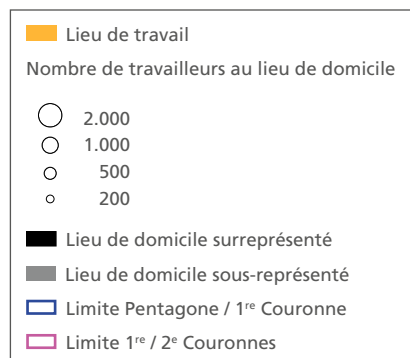 Lieu de travail
Nombre de travailleurs au lieu de domicile
2.000
1.000
500
200
Lieu de domicile surreprésenté
Lieu de domicile sous-représenté
Limite Pentagone / 1re Couronne
Limite 1re / 2e Couronnes